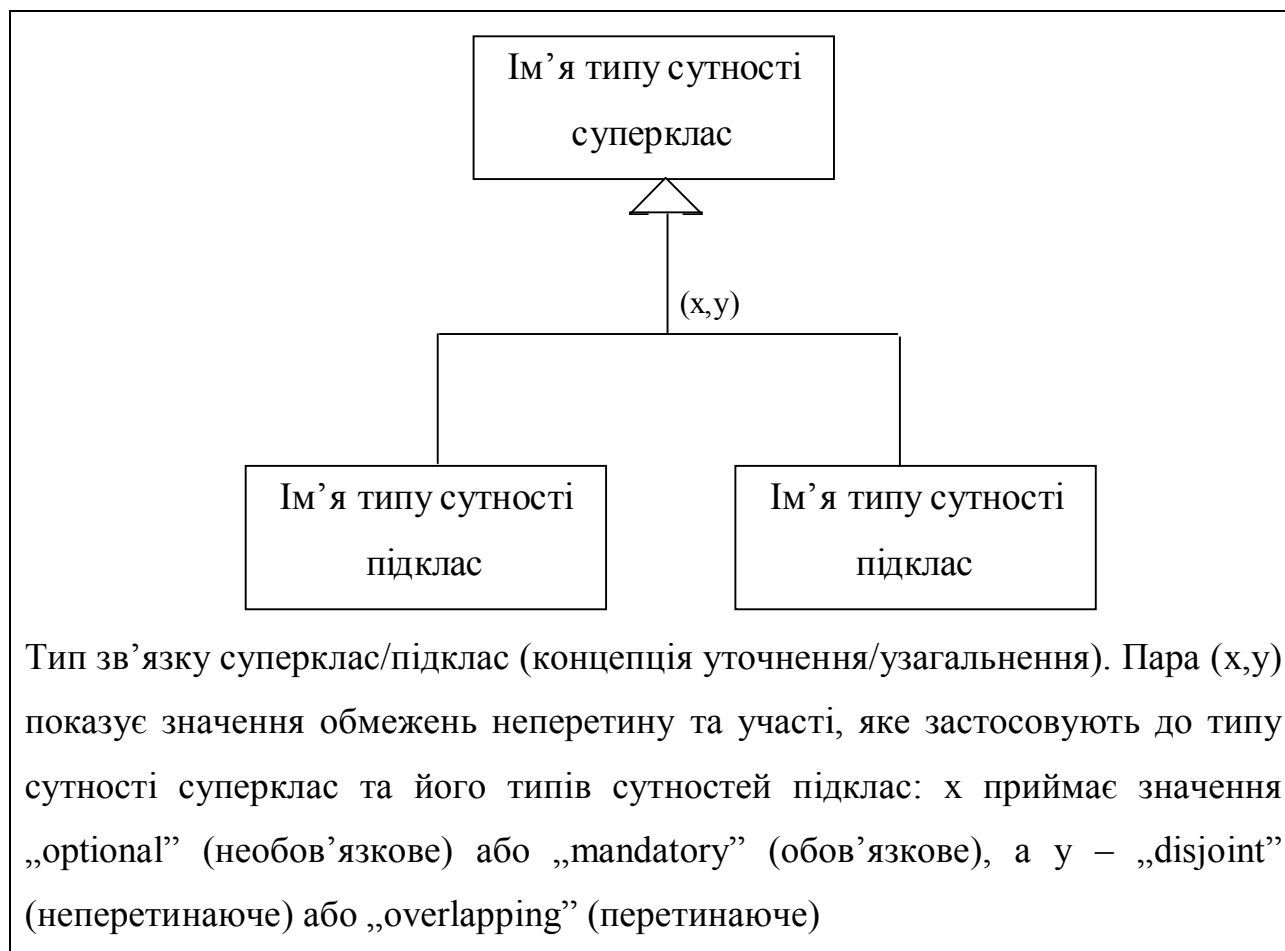 Ім’я типу сутності
суперклас
(x,y)
Ім’я типу сутності
підклас
Ім’я типу сутності
підклас
Тип зв’язку суперклас/підклас (концепція уточнення/узагальнення). Пара (x,y)
показує значення обмежень неперетину та участі, яке застосовують до типу
сутності суперклас та його типів сутностей підклас: x приймає значення
„optional” (необов’язкове) або „mandatory” (обов’язкове), а y – „disjoint”
(неперетинаюче) або „overlapping” (перетинаюче)